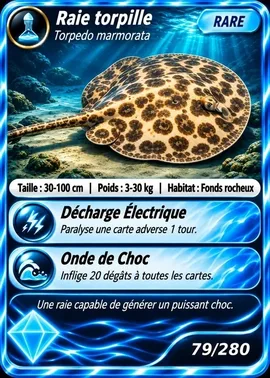 Raie torpille
RARE
Torpedo marmorata
Taille : 30-100 cm | Poids : 3-30 kg | Habitat : Fonds rocheux
Décharge Électrique
Paralyse une carte adverse 1 tour.
Onde de Choc
Inflige 20 dégâts à toutes les cartes.
Une raie capable de générer un puissant choc.
79/280